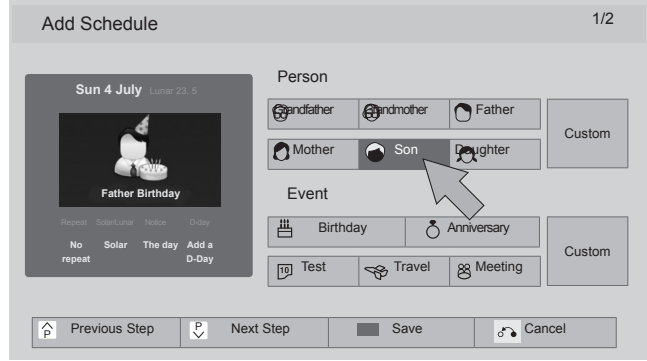 Add Schedule
1/2
Sun 4 July Lunar 23. 5
Father Birthday
Repeat Solar/Lunar Notice D-day
No repeat Solar The day Add a D-Day
Person
Grandfather Grandmother Father
Mother Son Daughter
Custom
Event
Birthday Anniversary
10 Test Travel Meeting
Custom
P Previous Step P Next Step Save Cancel